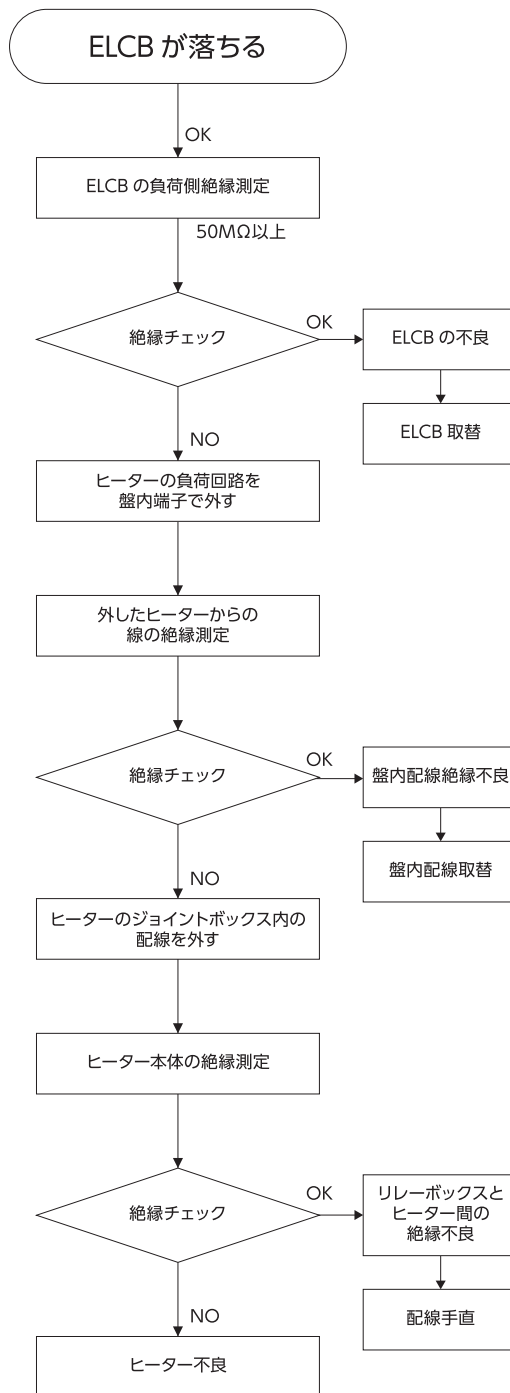 ELCB が落ちる
OK
ELCB の負荷側絶縁測定
50MΩ以上
絶縁チェック
OK
ELCB の不良
ELCB 取替
NO
ヒーターの負荷回路を
盤内端子で外す
外したヒーターからの
線の絶縁測定
絶縁チェック
OK
盤内配線絶縁不良
盤内配線取替
NO
ヒーターのジョイントボックス内の
配線を外す
ヒーター本体の絶縁測定
絶縁チェック
OK
リレーボックスと
ヒーター間の
絶縁不良
配線手直
NO
ヒーター不良